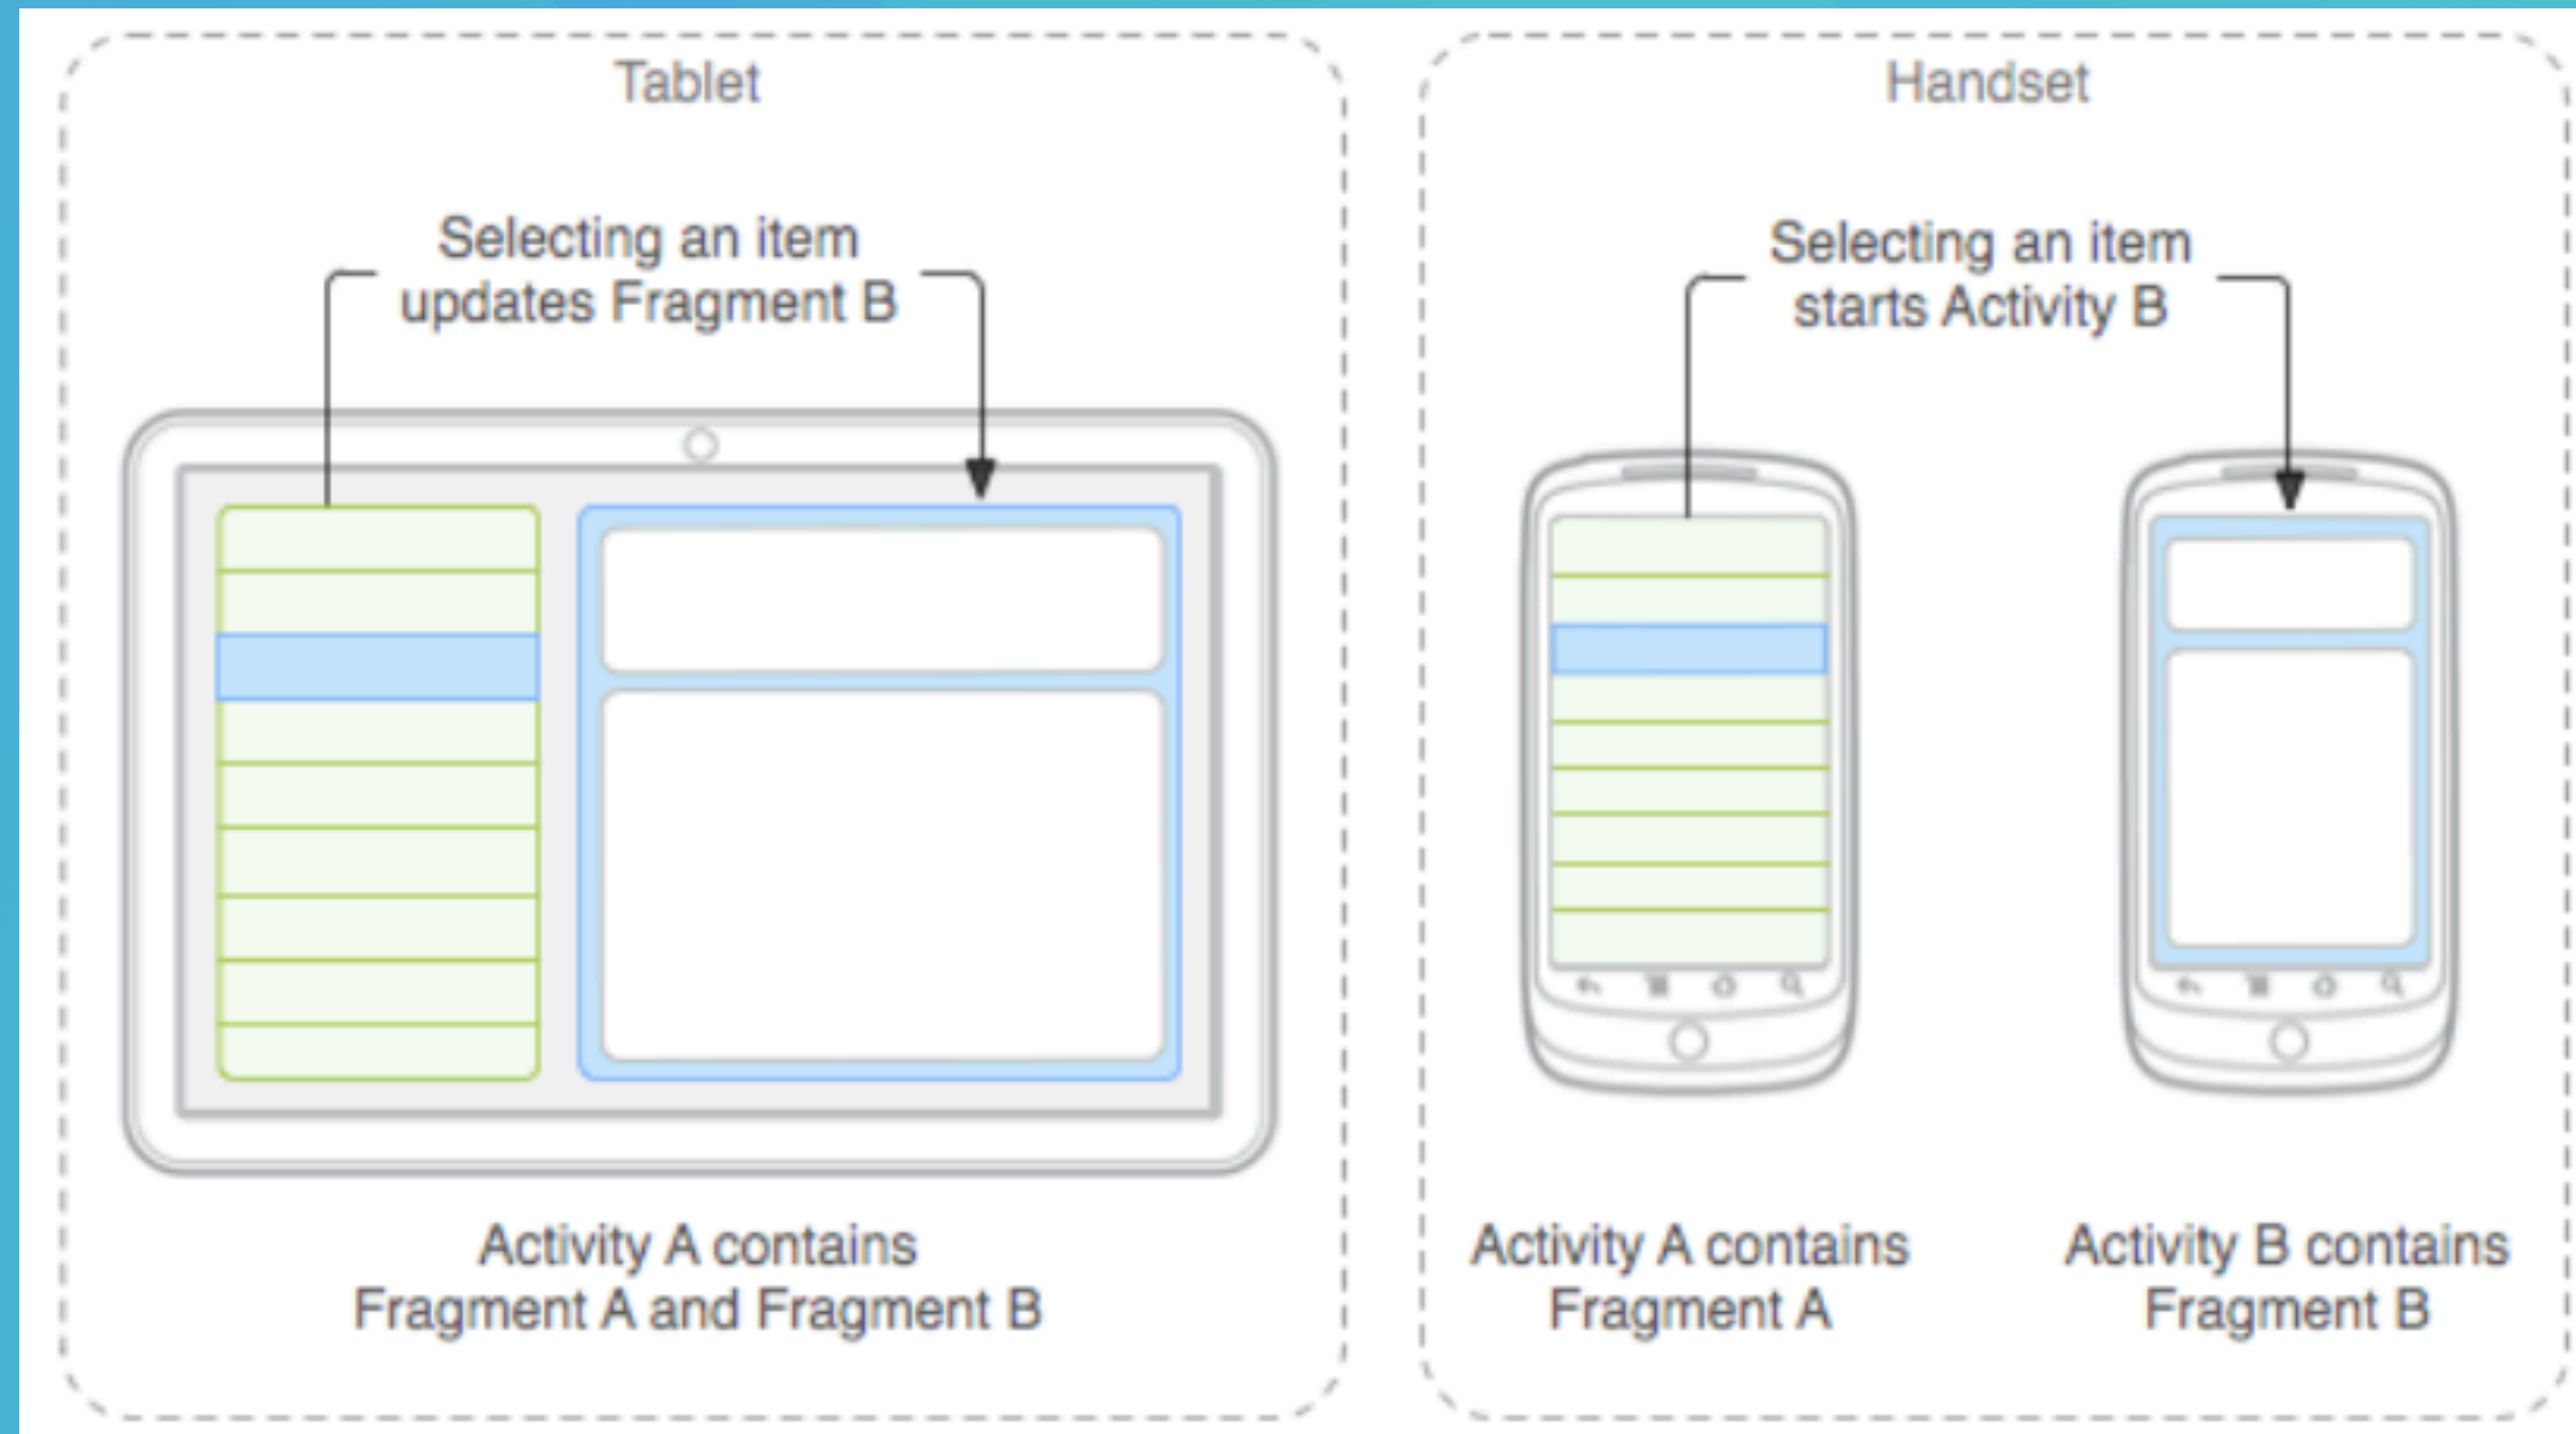 Tablet
Selecting an item
updates Fragment B
Activity A contains
Fragment A and Fragment B
Handset
Selecting an item
starts Activity B
Activity A contains
Fragment A
Activity B contains
Fragment B